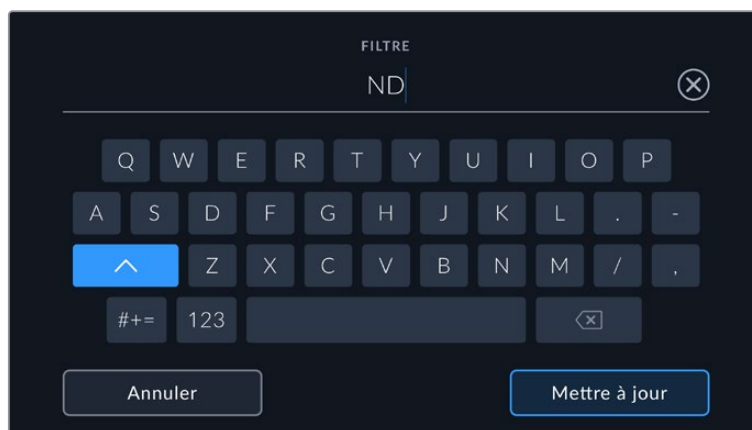 FILTRE
ND
Q W E R T Y U I O P
A S D F G H J K L . -
Z X C V B N M / ,
#+= 123
Annuler Mettre à jour